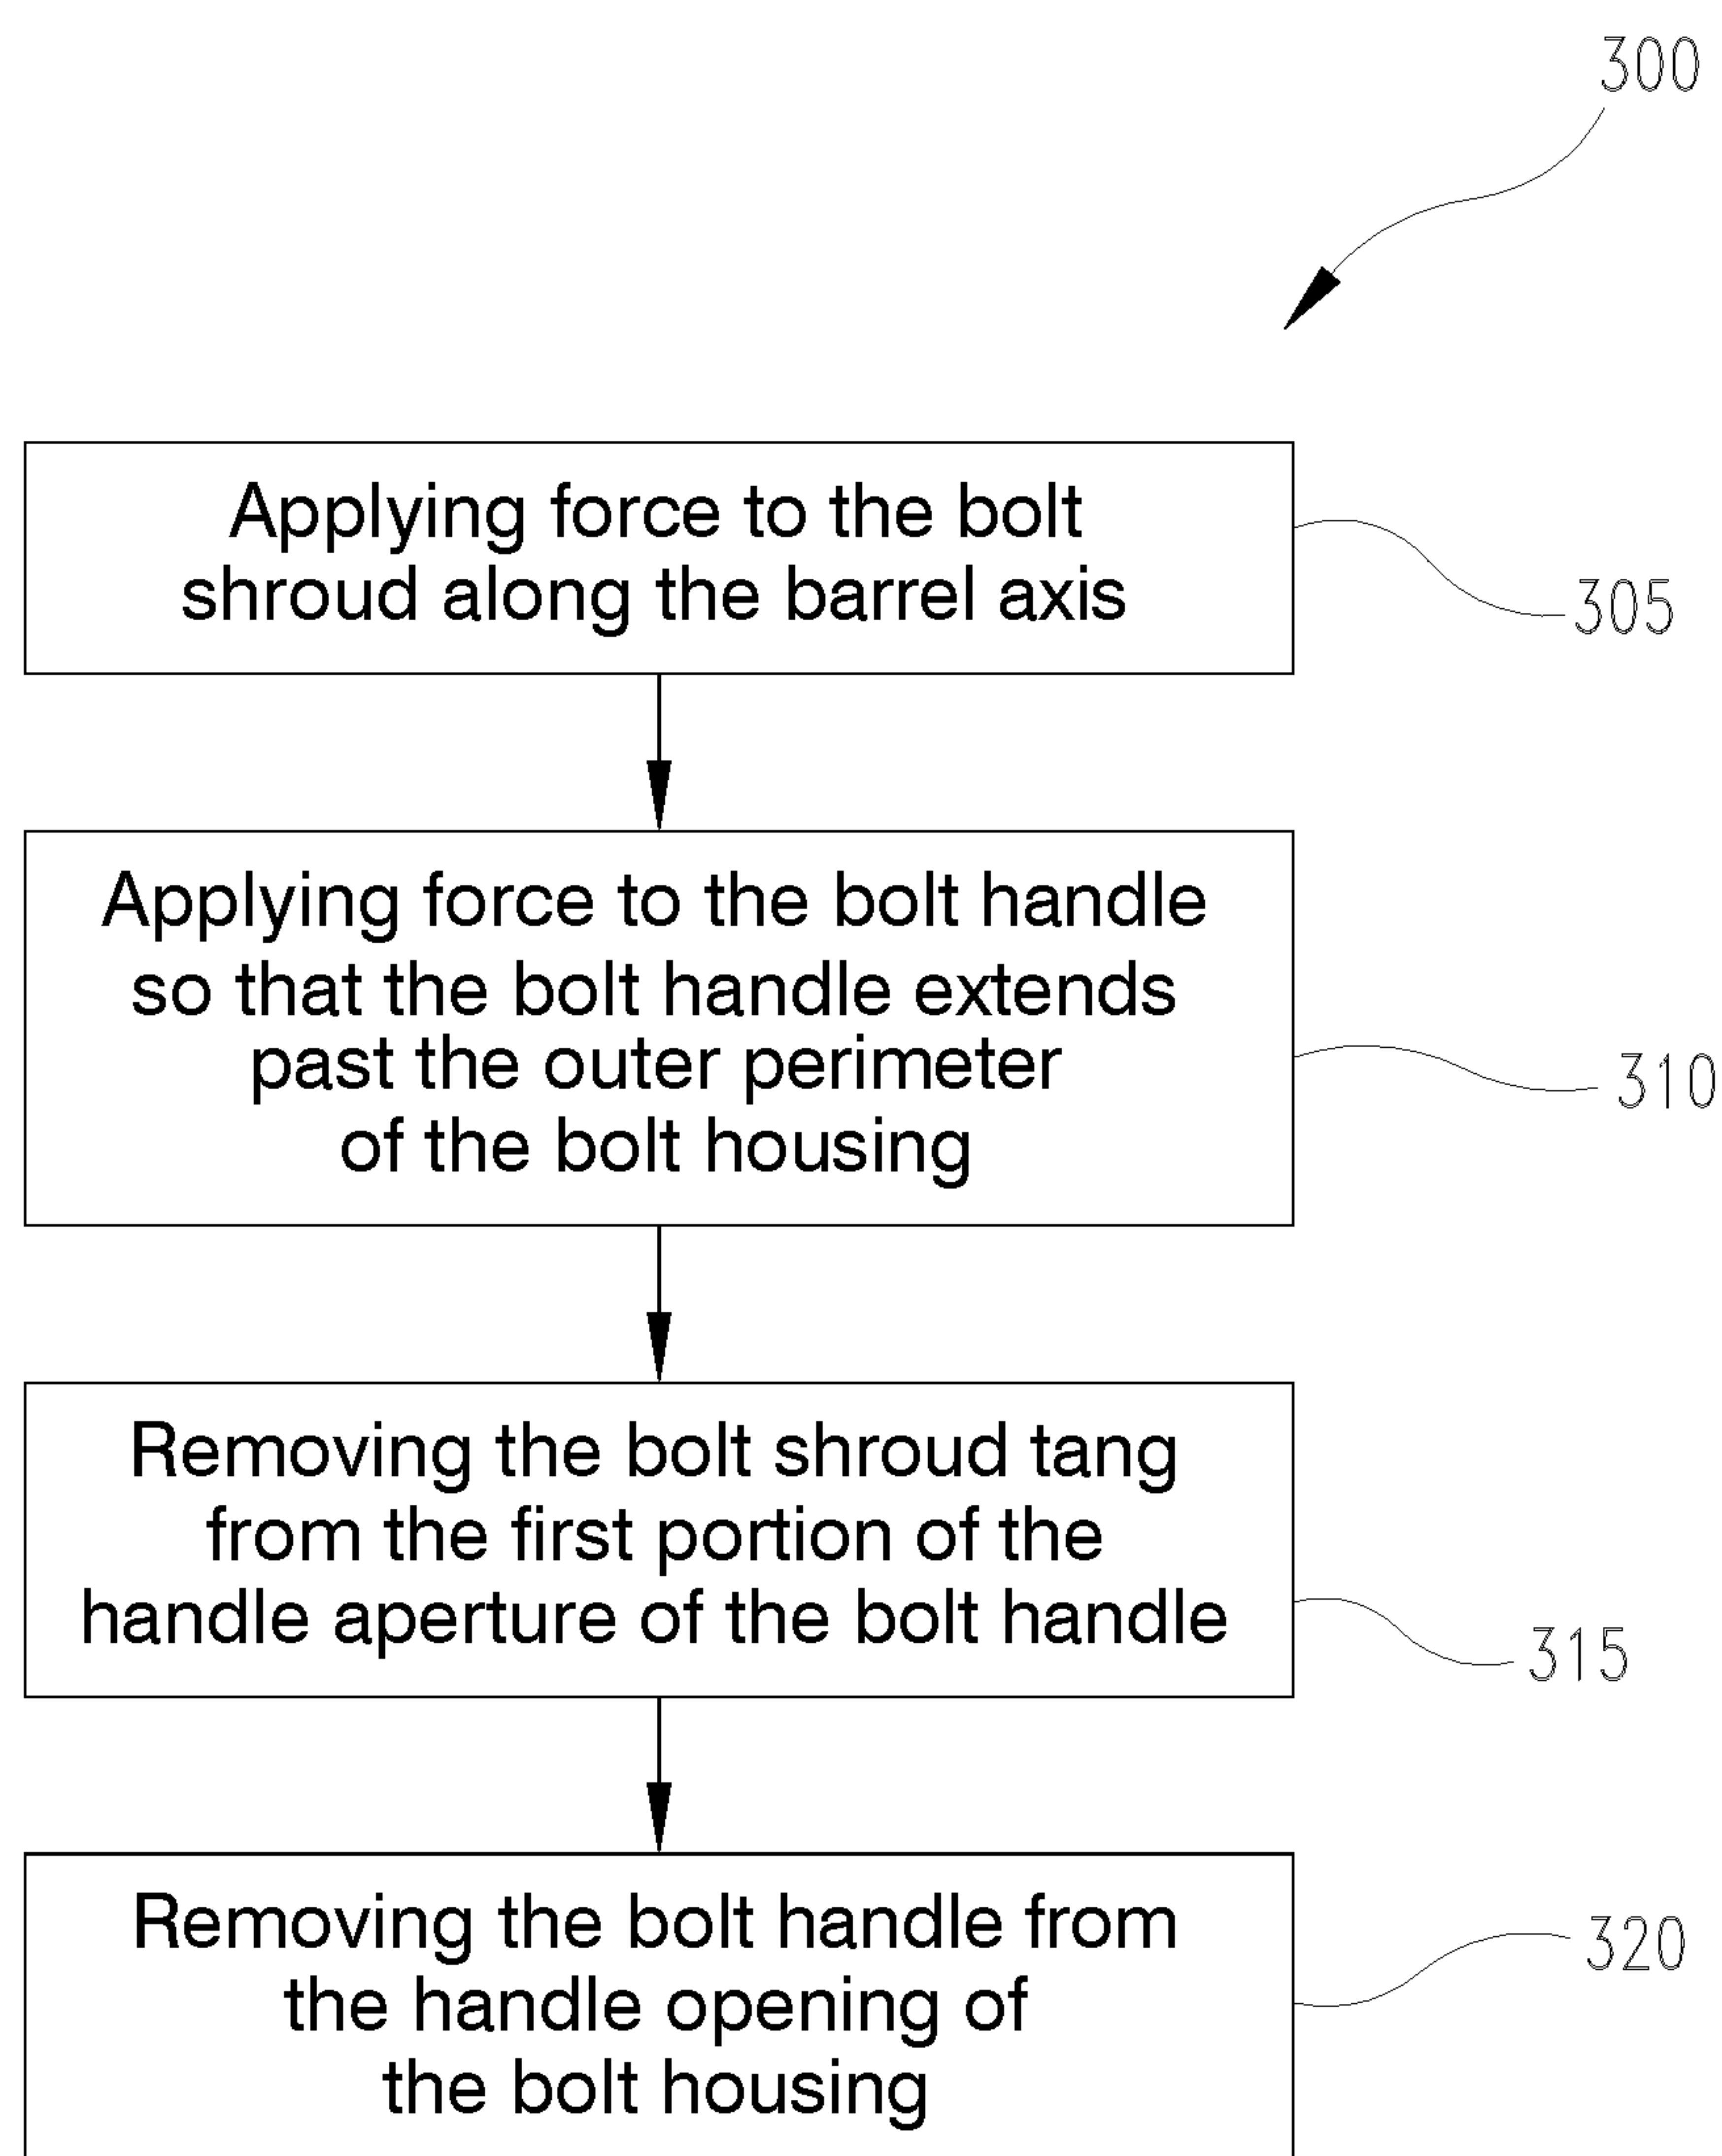 300
Applying force to the bolt
shroud along the barrel axis
305
Applying force to the bolt handle
so that the bolt handle extends
past the outer perimeter
of the bolt housing
310
Removing the bolt shroud tang
from the first portion of the
handle aperture of the bolt handle
315
Removing the bolt handle from
the handle opening of
the bolt housing
320